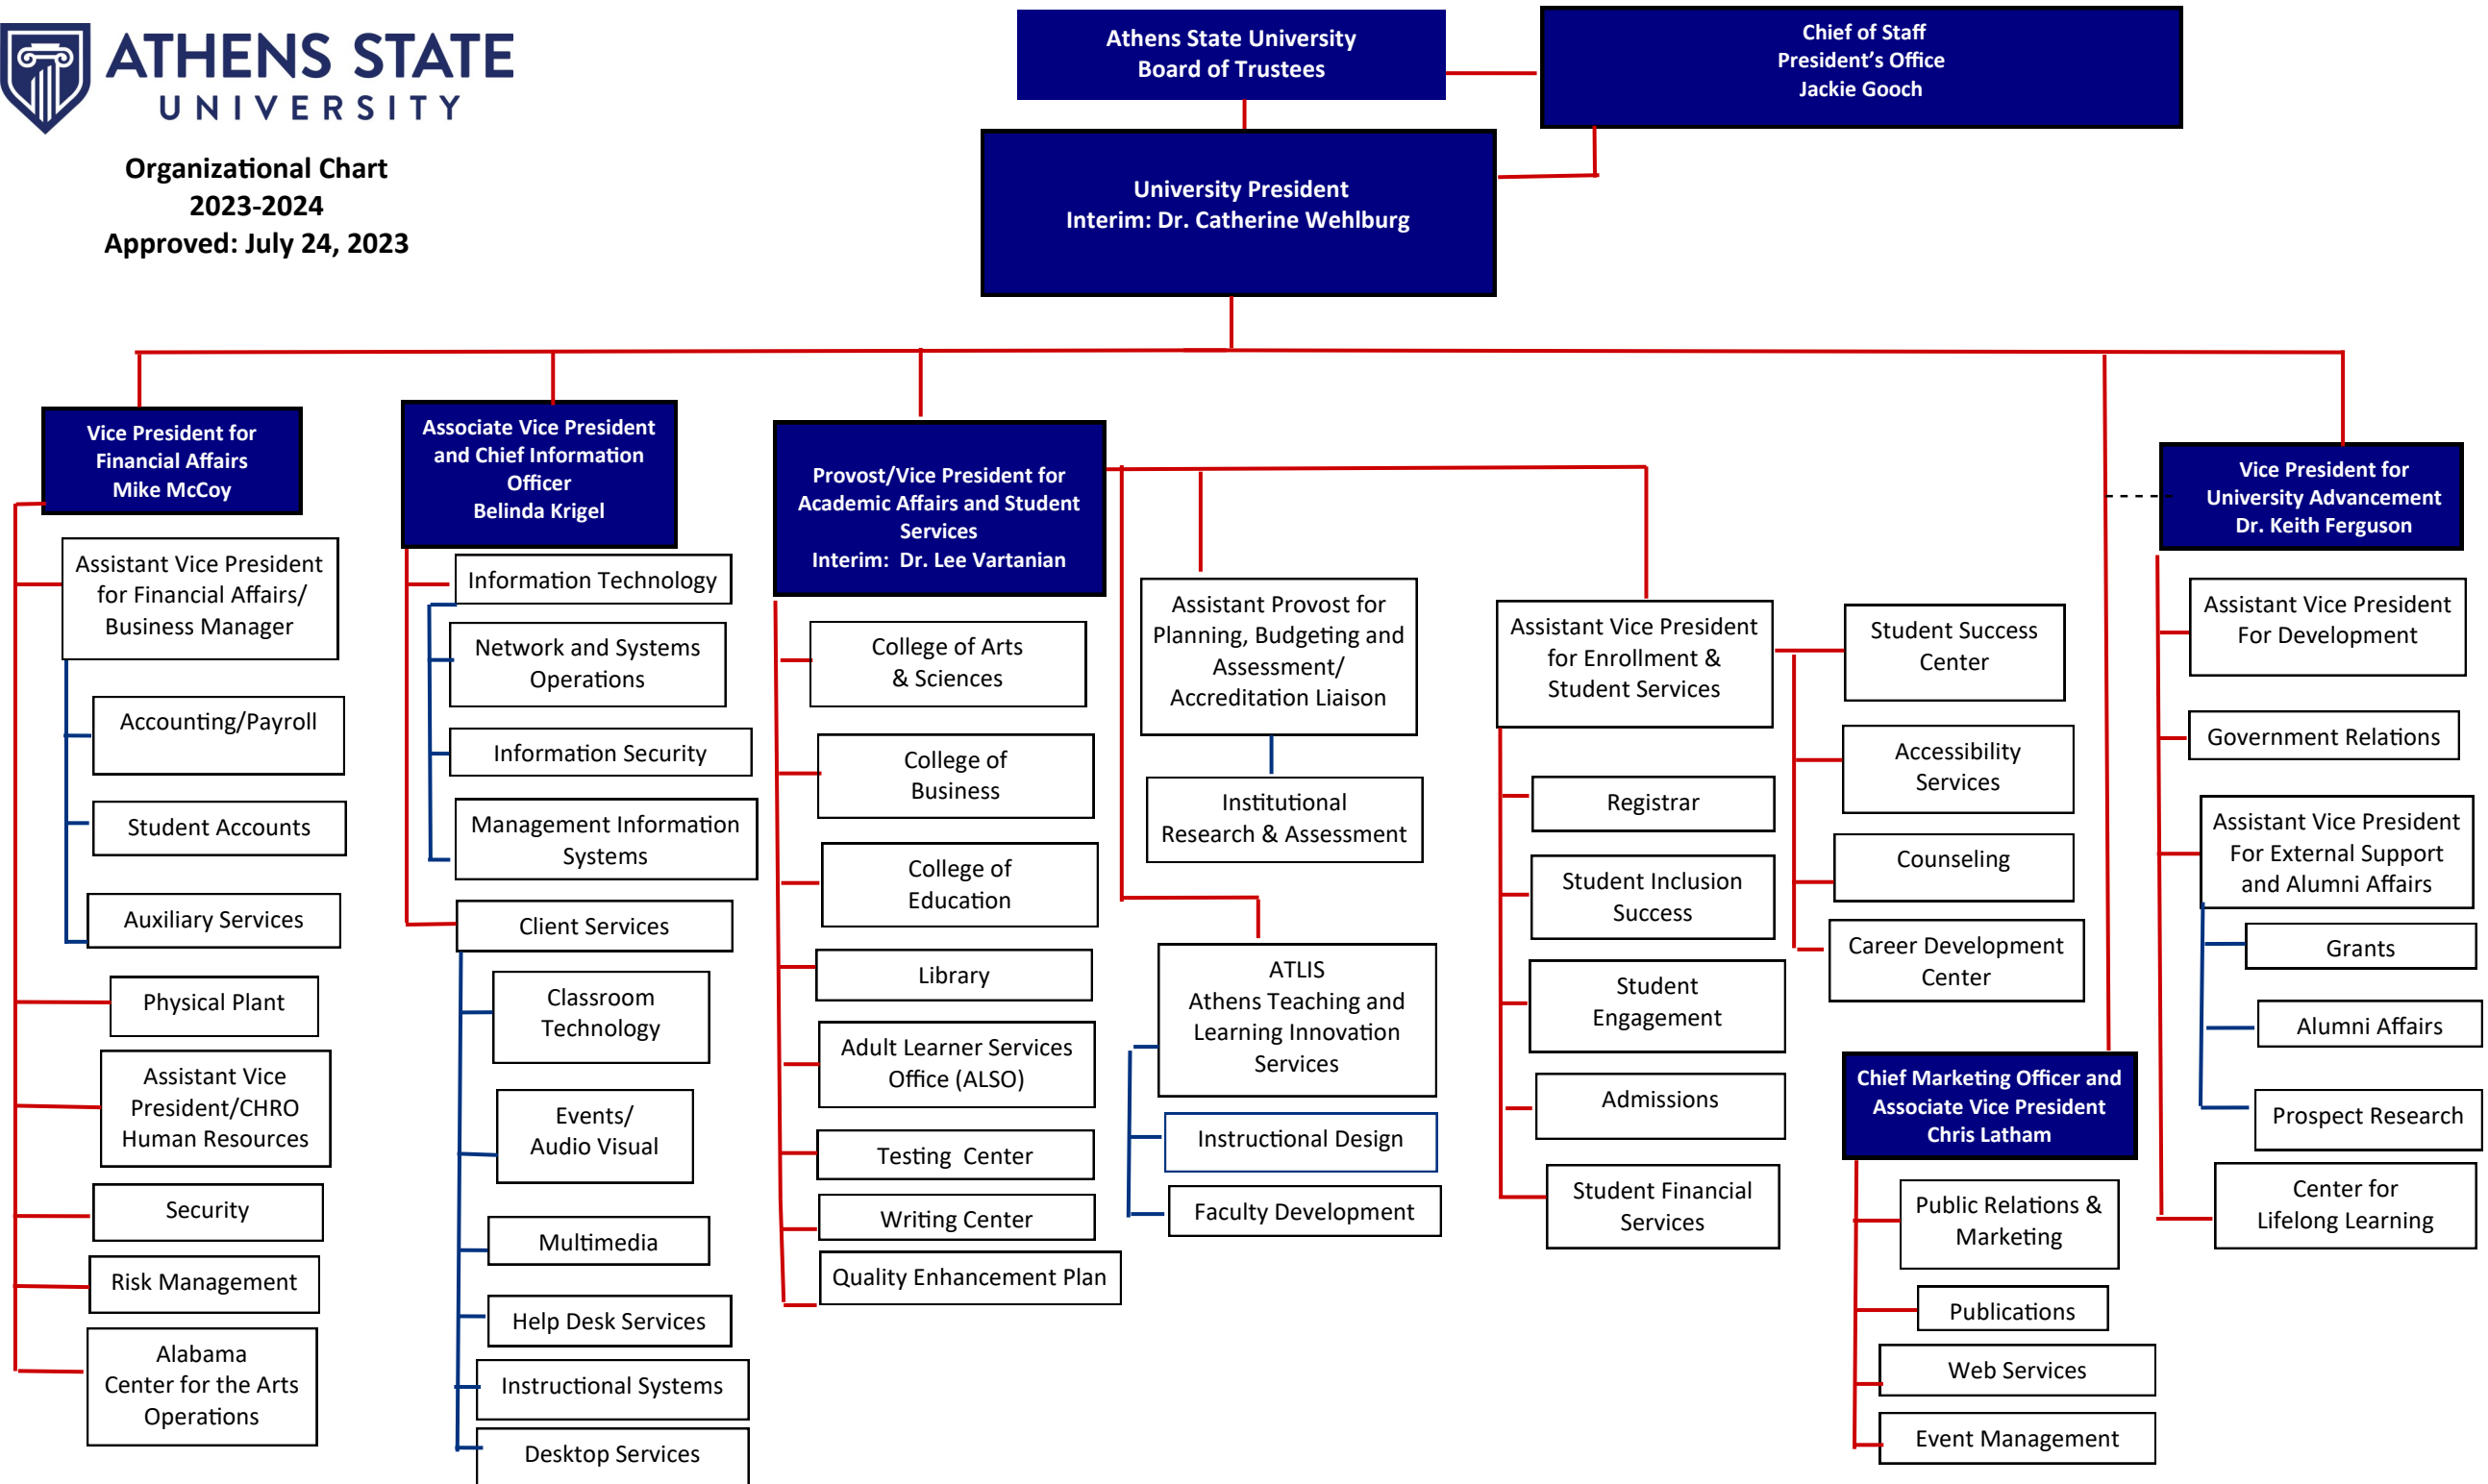 ATHENS STATE
UNIVERSITY
Organizational Chart
2023-2024
Approved: July 24, 2023
Athens State University
Board of Trustees
Chief of Staff
President’s Office
Jackie Gooch
University President
Interim: Dr. Catherine Wehlburg
Vice President for
Financial Affairs
Mike McCoy
Assistant Vice President
for Financial Affairs/
Business Manager
Accounting/Payroll
Student Accounts
Auxiliary Services
Physical Plant
Assistant Vice
President/CHRO
Human Resources
Security
Risk Management
Alabama
Center for the Arts
Operations
Associate Vice President
and Chief Information
Officer
Belinda Krigel
Information Technology
Network and Systems
Operations
Information Security
Management Information
Systems
Client Services
Classroom
Technology
Events/
Audio Visual
Multimedia
Help Desk Services
Instructional Systems
Desktop Services
Provost/Vice President for
Academic Affairs and Student
Services
Interim:  Dr. Lee Vartanian
College of Arts
& Sciences
College of
Business
College of
Education
Library
Adult Learner Services
Office (ALSO)
Testing  Center
Writing Center
Quality Enhancement Plan
Assistant Provost for
Planning, Budgeting and
Assessment/
Accreditation Liaison
Institutional
Research & Assessment
ATLIS
Athens Teaching and
Learning Innovation
Services
Instructional Design
Faculty Development
Assistant Vice President
for Enrollment &
Student Services
Registrar
Student Inclusion
Success
Student
Engagement
Admissions
Student Financial
Services
Student Success
Center
Accessibility
Services
Counseling
Career Development
Center
Chief Marketing Officer and
Associate Vice President
Chris Latham
Public Relations &
Marketing
Publications
Web Services
Event Management
Vice President for
University Advancement
Dr. Keith Ferguson
Assistant Vice President
For Development
Government Relations
Assistant Vice President
For External Support
and Alumni Affairs
Grants
Alumni Affairs
Prospect Research
Center for
Lifelong Learning